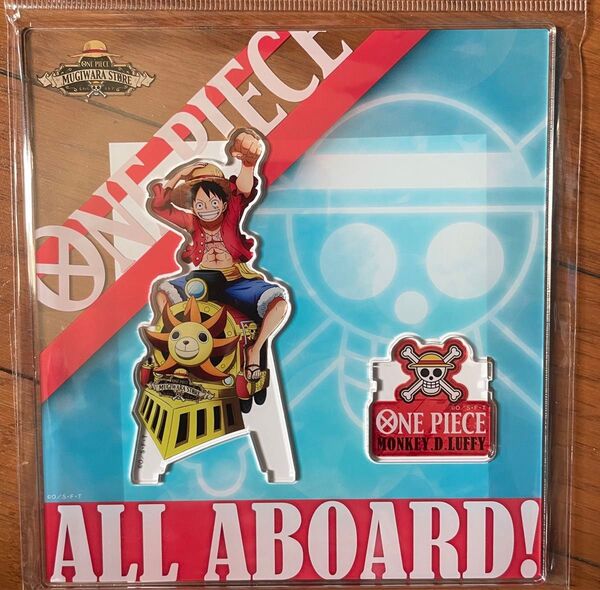 ONE PIECE
MUGIWARA STORE
ONE PIECE
MUGIWARA STORE
©O/S・F・T
ONE PIECE
MONKEY.D.LUFFY
©O/S・F・T
ALL ABOARD!